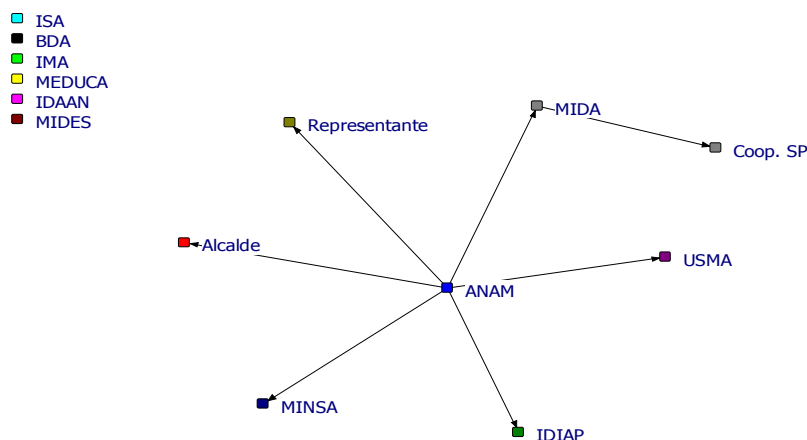 ISA
BDA
IMA
MEDUCA
IDAAN
MIDES
MIDA
Representante
Coop. SP
Alcalde
USMA
ANAM
MINSA
IDIAP